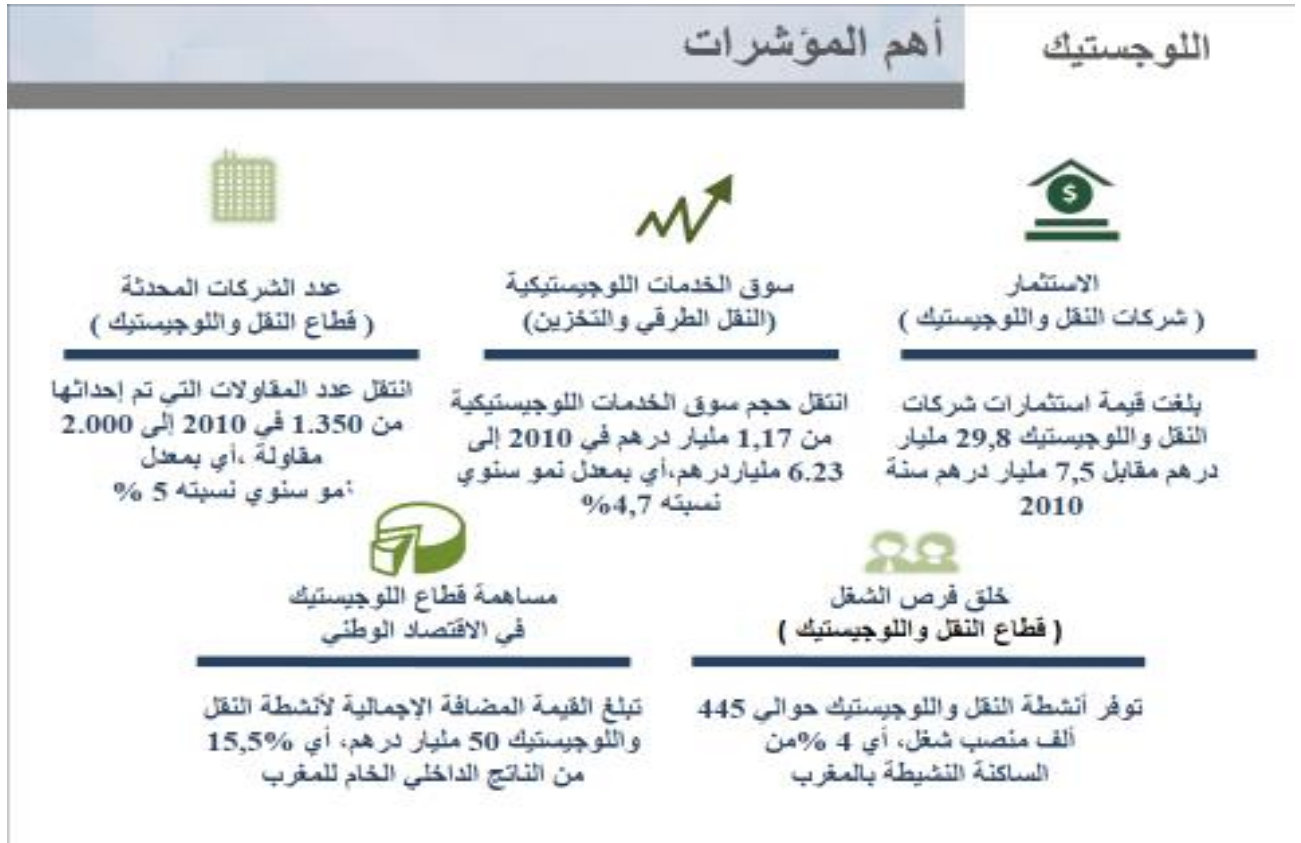 اللوجستيك
أهم المؤشرات
الاستثمار
( شركات النقل واللوجيستيك )
بلغت قيمة استثمارات شركات
النقل واللوجيستيك 29,8 مليار
درهم مقابل 7,5 مليار درهم سنة
2010
سوق الخدمات اللوجيستيكية
(النقل الطرقي والتخزين)
انتقل حجم سوق الخدمات اللوجيستيكية
من 1,17 مليار درهم في 2010 إلى
6.23 ملياردرهم،أي بمعدل نمو سنوي
نسبته 4,7%
عدد الشركات المحدثة
( قطاع النقل واللوجيستيك )
انتقل عدد المقاولات التي تم إحداثها
من 1.350 في 2010 إلى 2.000
مقاولة ،أي بمعدل
نمو سنوي نسبته 5 %
خلق فرص الشغل
( قطاع النقل واللوجيستيك )
توفر أنشطة النقل واللوجيستيك حوالي 445
ألف منصب شغل، أي 4 %من
الساكنة النشيطة بالمغرب
مساهمة قطاع اللوجيستيك
في الاقتصاد الوطني
تبلغ القيمة المضافة الإجمالية لأنشطة النقل
واللوجيستيك 50 مليار درهم، أي 15,5%
من الناتج الداخلي الخام للمغرب